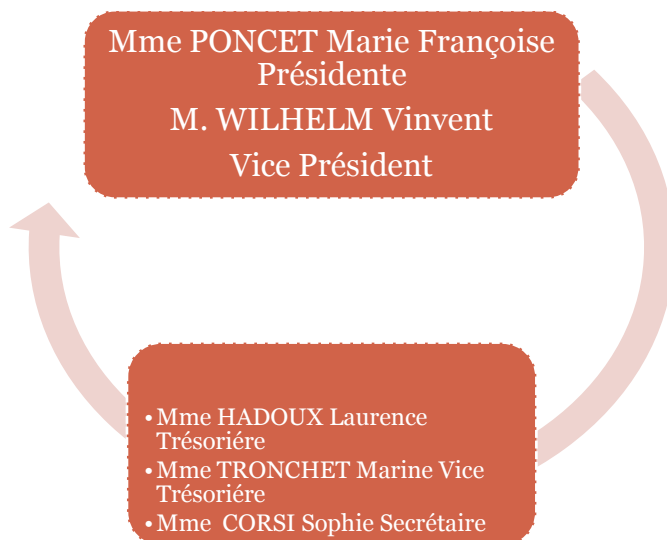 Mme PONCET Marie Françoise
Présidente
M. WILHELM Vinvent
Vice Président
• Mme HADOUX Laurence
Trésoriére
• Mme TRONCHET Marine Vice
Trésoriére
• Mme CORSI Sophie Secrétaire